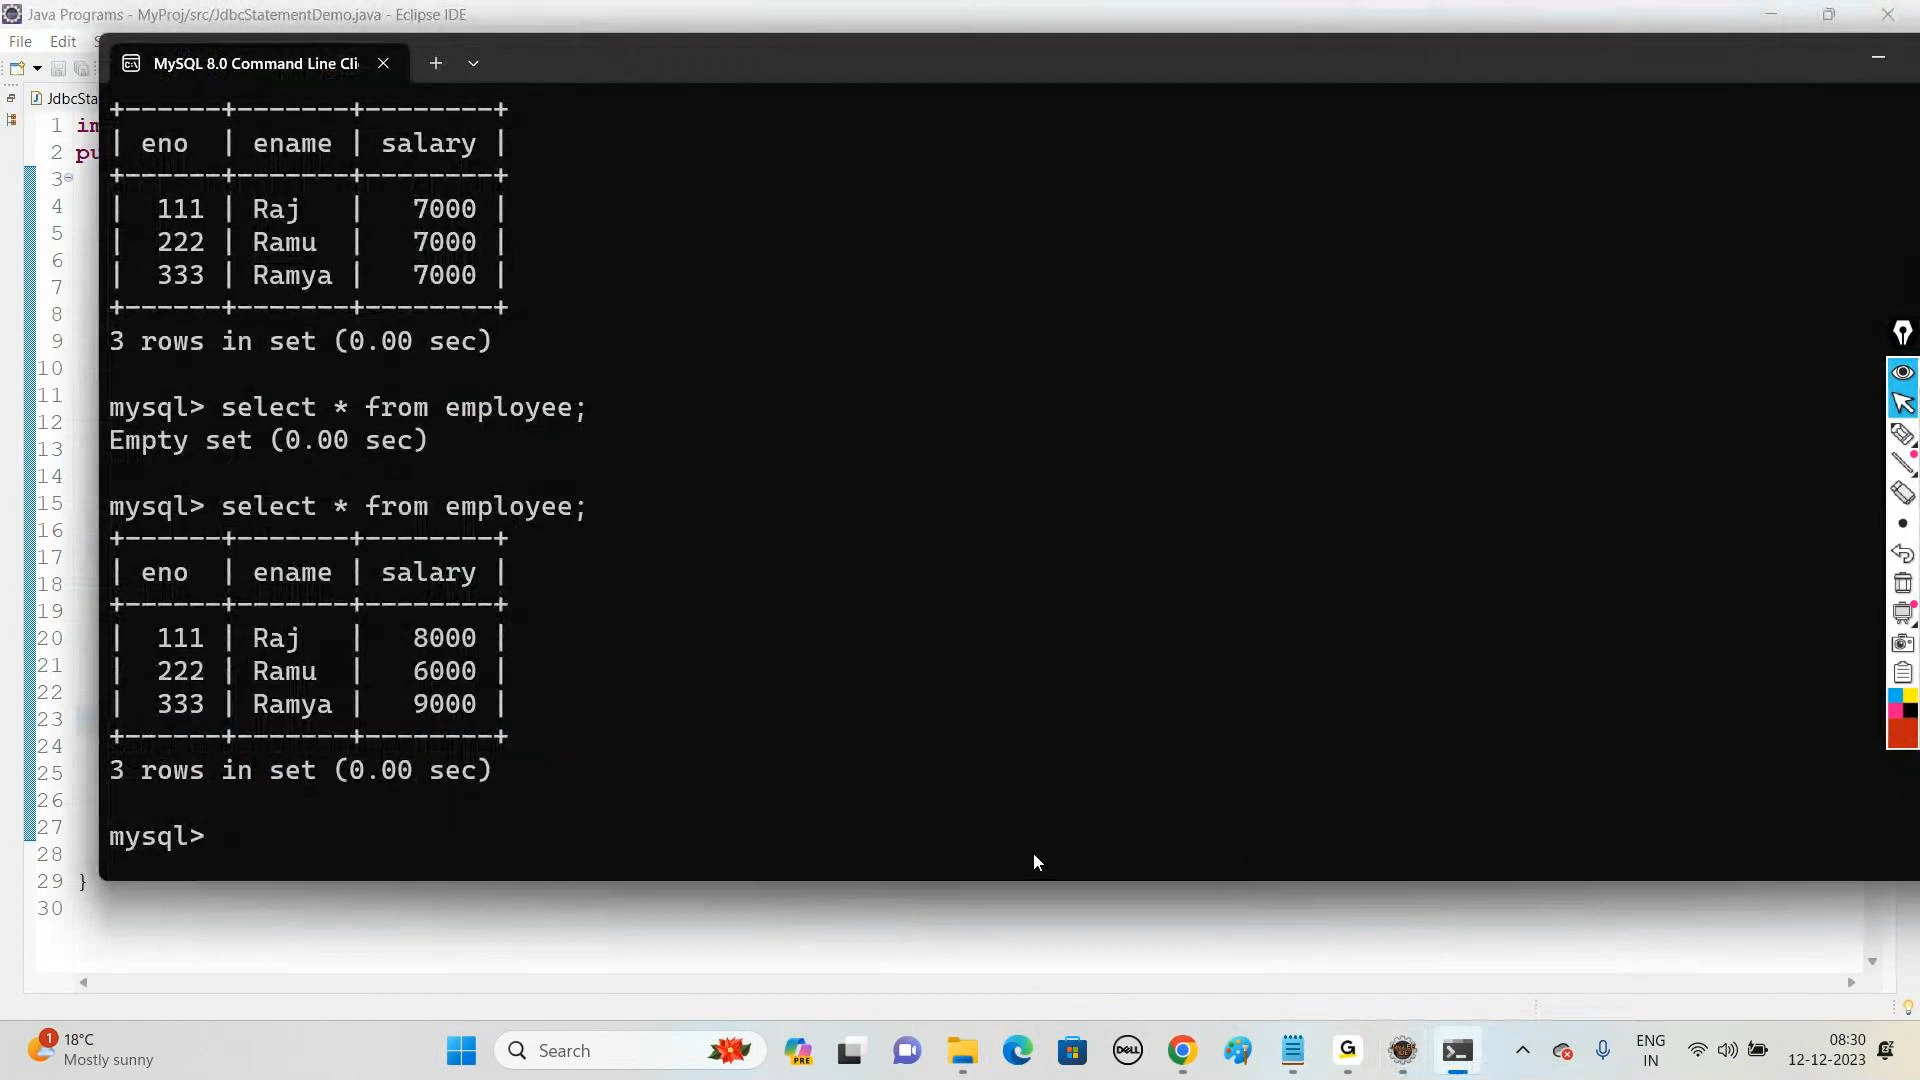 Java Programs - MyProj/src/JdbcStatementDemo.java - Eclipse IDE
File Edit
MySQL 8.0 Command Line Cli
JdbcSta
+------+-------+--------+
| eno  | ename | salary |
+------+-------+--------+
|  111 | Raj   |   7000 |
|  222 | Ramu  |   7000 |
|  333 | Ramya |   7000 |
+------+-------+--------+
3 rows in set (0.00 sec)
mysql> select * from employee;
Empty set (0.00 sec)
mysql> select * from employee;
+------+-------+--------+
| eno  | ename | salary |
+------+-------+--------+
|  111 | Raj   |   8000 |
|  222 | Ramu  |   6000 |
|  333 | Ramya |   9000 |
+------+-------+--------+
3 rows in set (0.00 sec)
mysql>
1 im
2 pu
3
4
5
6
7
8
9
10
11
12
13
14
15
16
17
18
19
20
21
22
23
24
25
26
27
28
29 }
30
1
18°C
Mostly sunny
Search
PRE
DELL
G
ENG
IN
08:30
12-12-2023